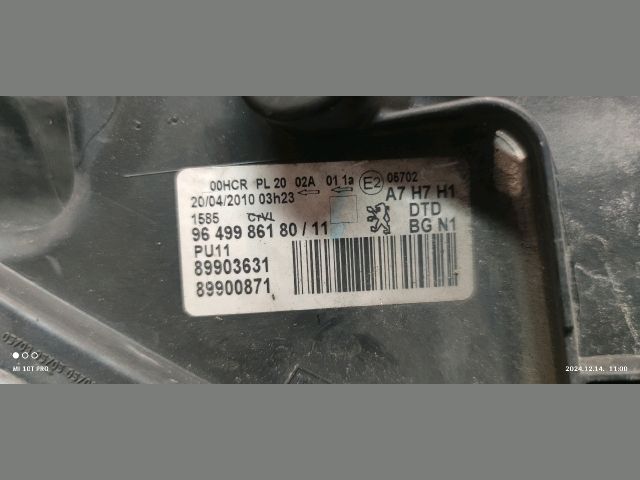 00HCR PL 20 02A 01 1a E2 05702
20/04/2010 03h23 A7 H7 H1
1585 DTD
96 499 861 80 / 11 BG N1
PU11
89903631
89900871
MI 10T PRO
2024.12.14. 11:00